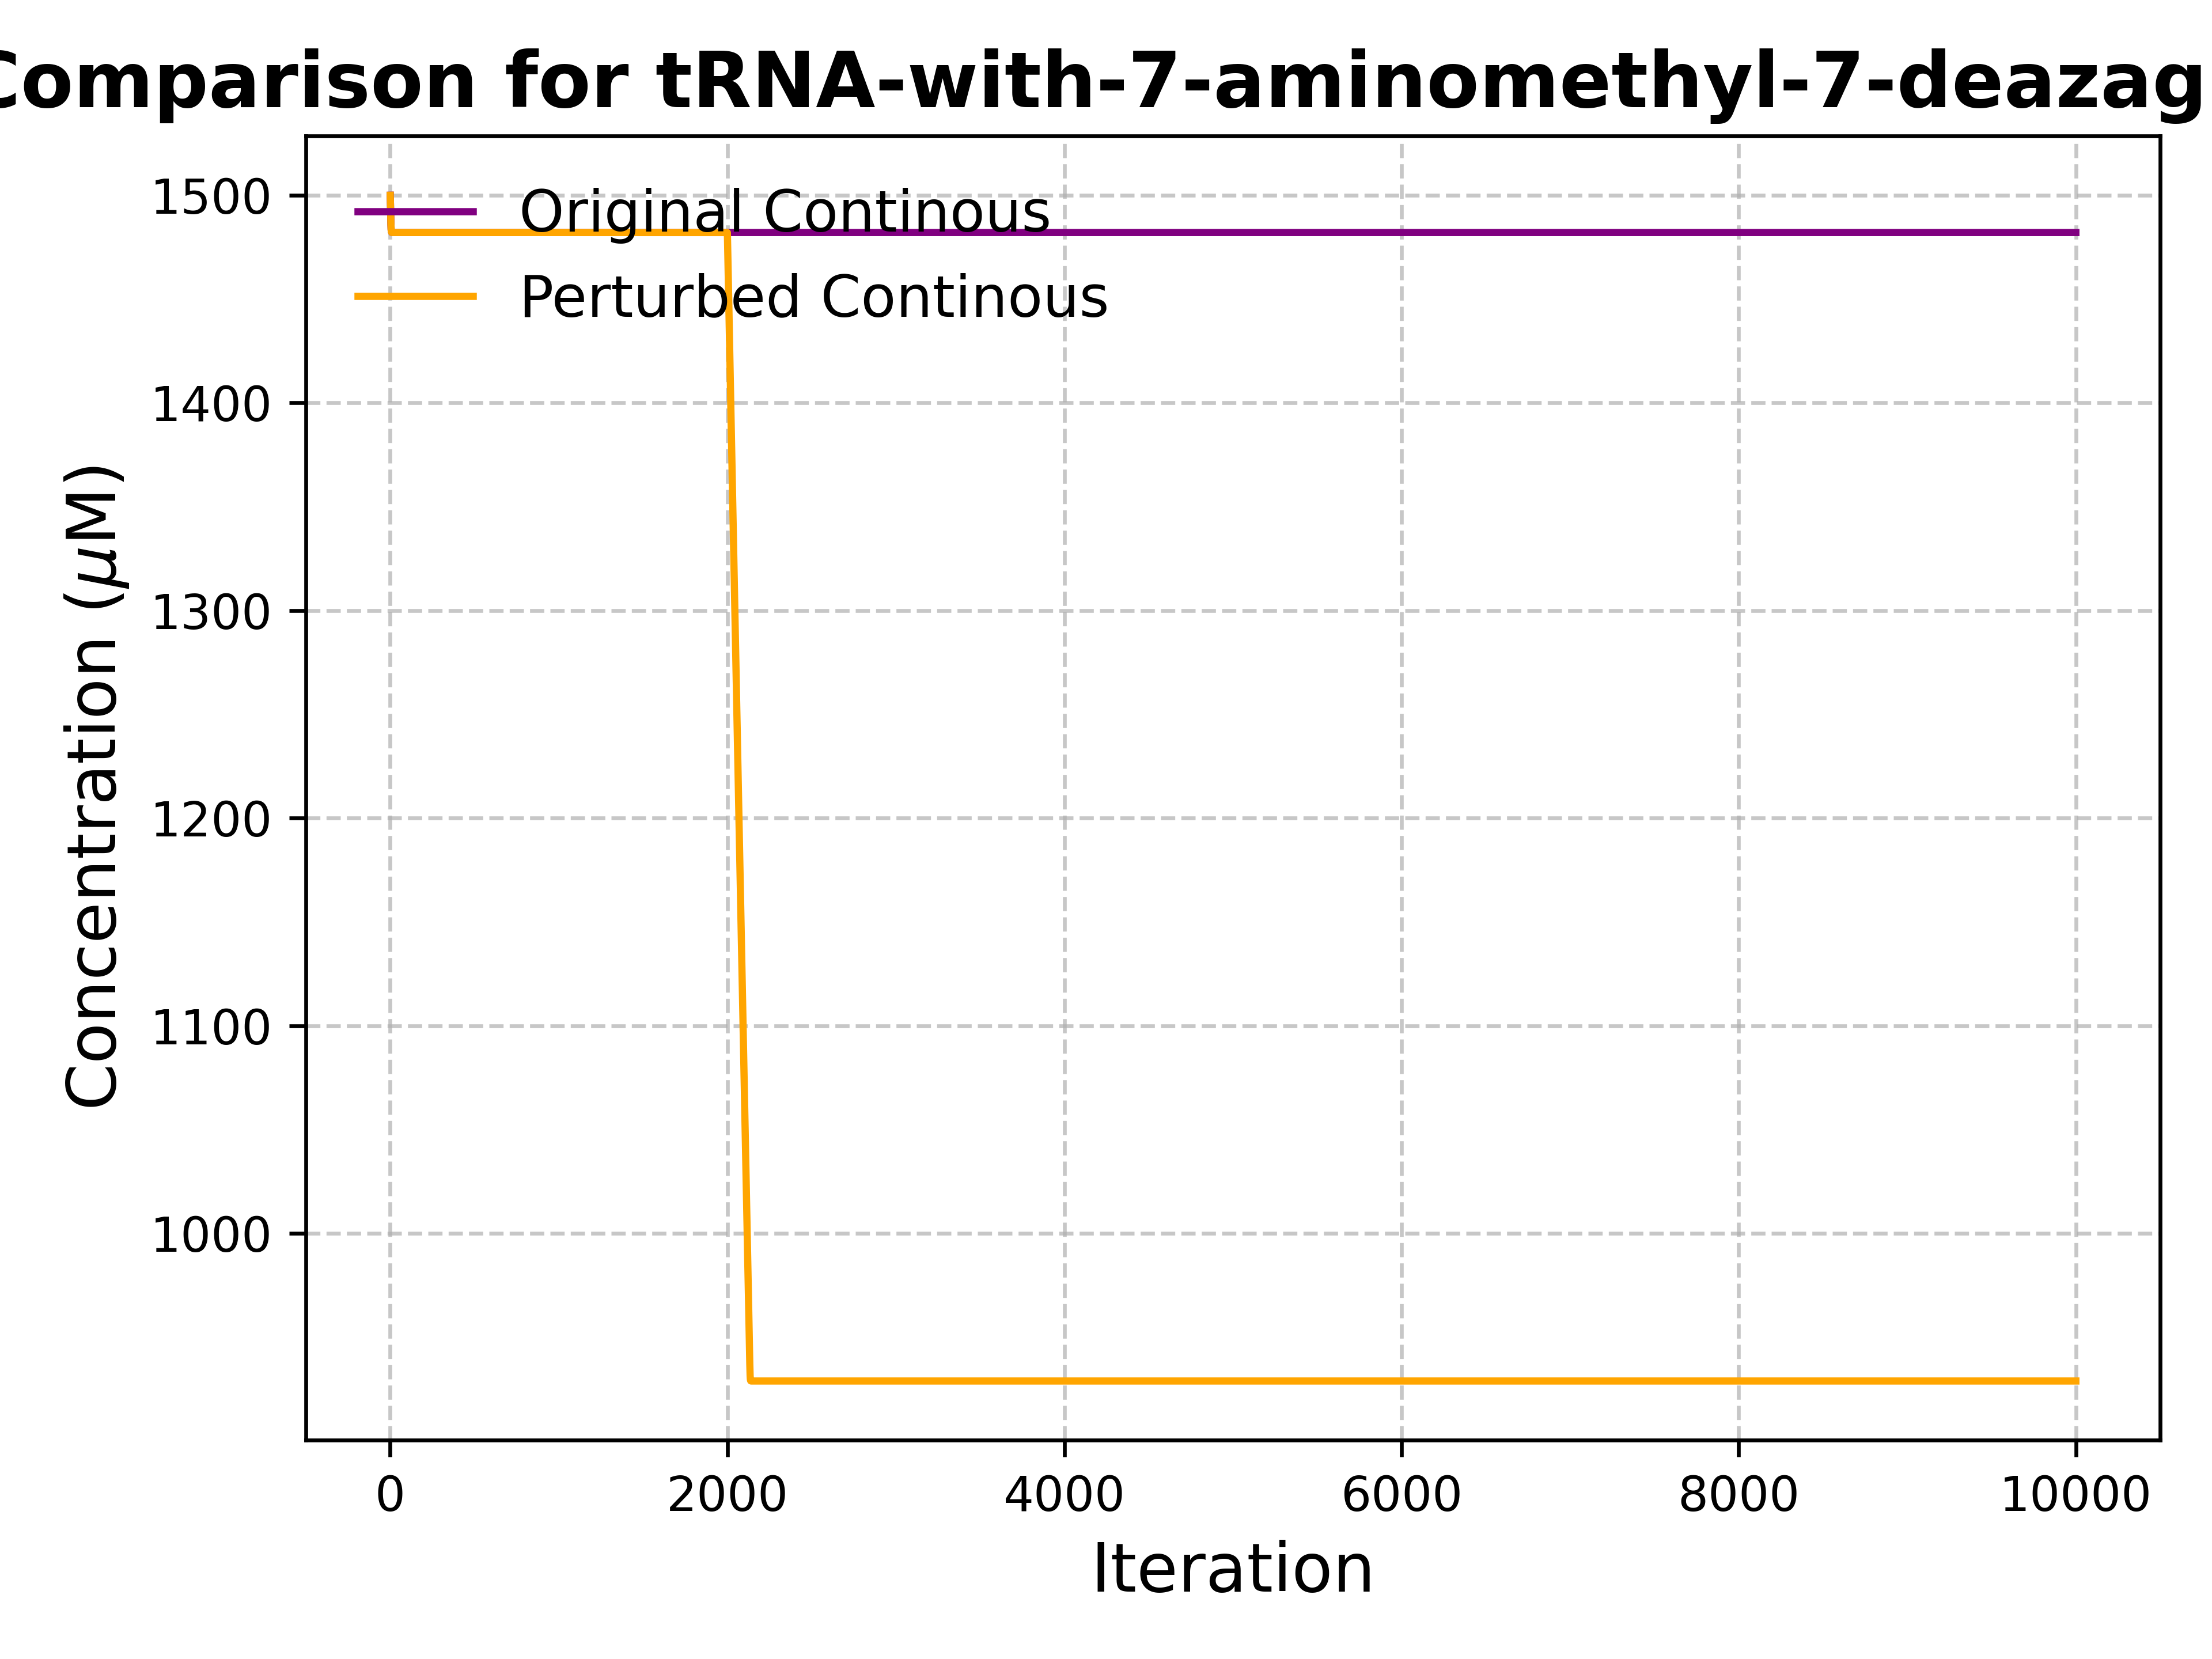 Comparison for tRNA-with-7-aminomethyl-7-deazag
Original Continous
Perturbed Continous
Concentration (μM)
1500
1400
1300
1200
1100
1000
0 2000 4000 6000 8000 10000
Iteration